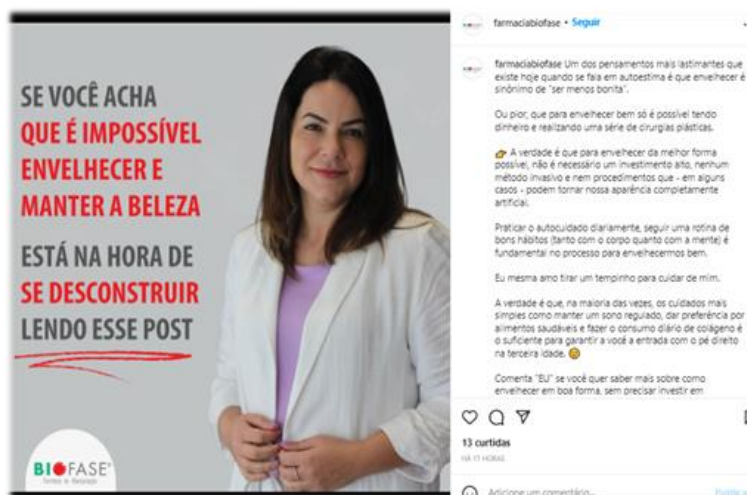 SE VOCÊ ACHA
QUE É IMPOSSÍVEL
ENVELHECER E
MANTER A BELEZA
ESTÁ NA HORA DE
SE DESCONSTRUIR
LENDO ESSE POST
BIOFASE
farmaciabiofase • Seguir
farmaciabiofase Um dos pensamentos mais lastimantes que
existe hoje quando se fala em autoestima é que envelhecer é
sinônimo de "ser menos bonita".
Ou pior, que para envelhecer bem só é possível tendo
dinheiro e realizando uma série de cirurgias plásticas.
👉 A verdade é que para envelhecer da melhor forma
possível, não é necessário um investimento alto, nenhum
método invasivo e nem procedimentos que - em alguns
casos - podem tornar nossa aparência completamente
artificial.
Praticar o autocuidado diariamente, seguir uma rotina de
bons hábitos (tanto com o corpo quanto com a mente) é
fundamental no processo para envelhecermos bem.
Eu mesma amo tirar um tempinho para cuidar de mim.
A verdade é que, na maioria das vezes, os cuidados mais
simples como manter um sono regulado, dar preferência por
alimentos saudáveis e fazer o consumo diário de colágeno é
o suficiente para garantir a você a entrada com o pé direito
na terceira idade.
Comenta "EU" se você quer saber mais sobre como
envelhecer em boa forma, sem precisar investir em
13 curtidas
HÁ 17 HORAS
Adicione um comentário...